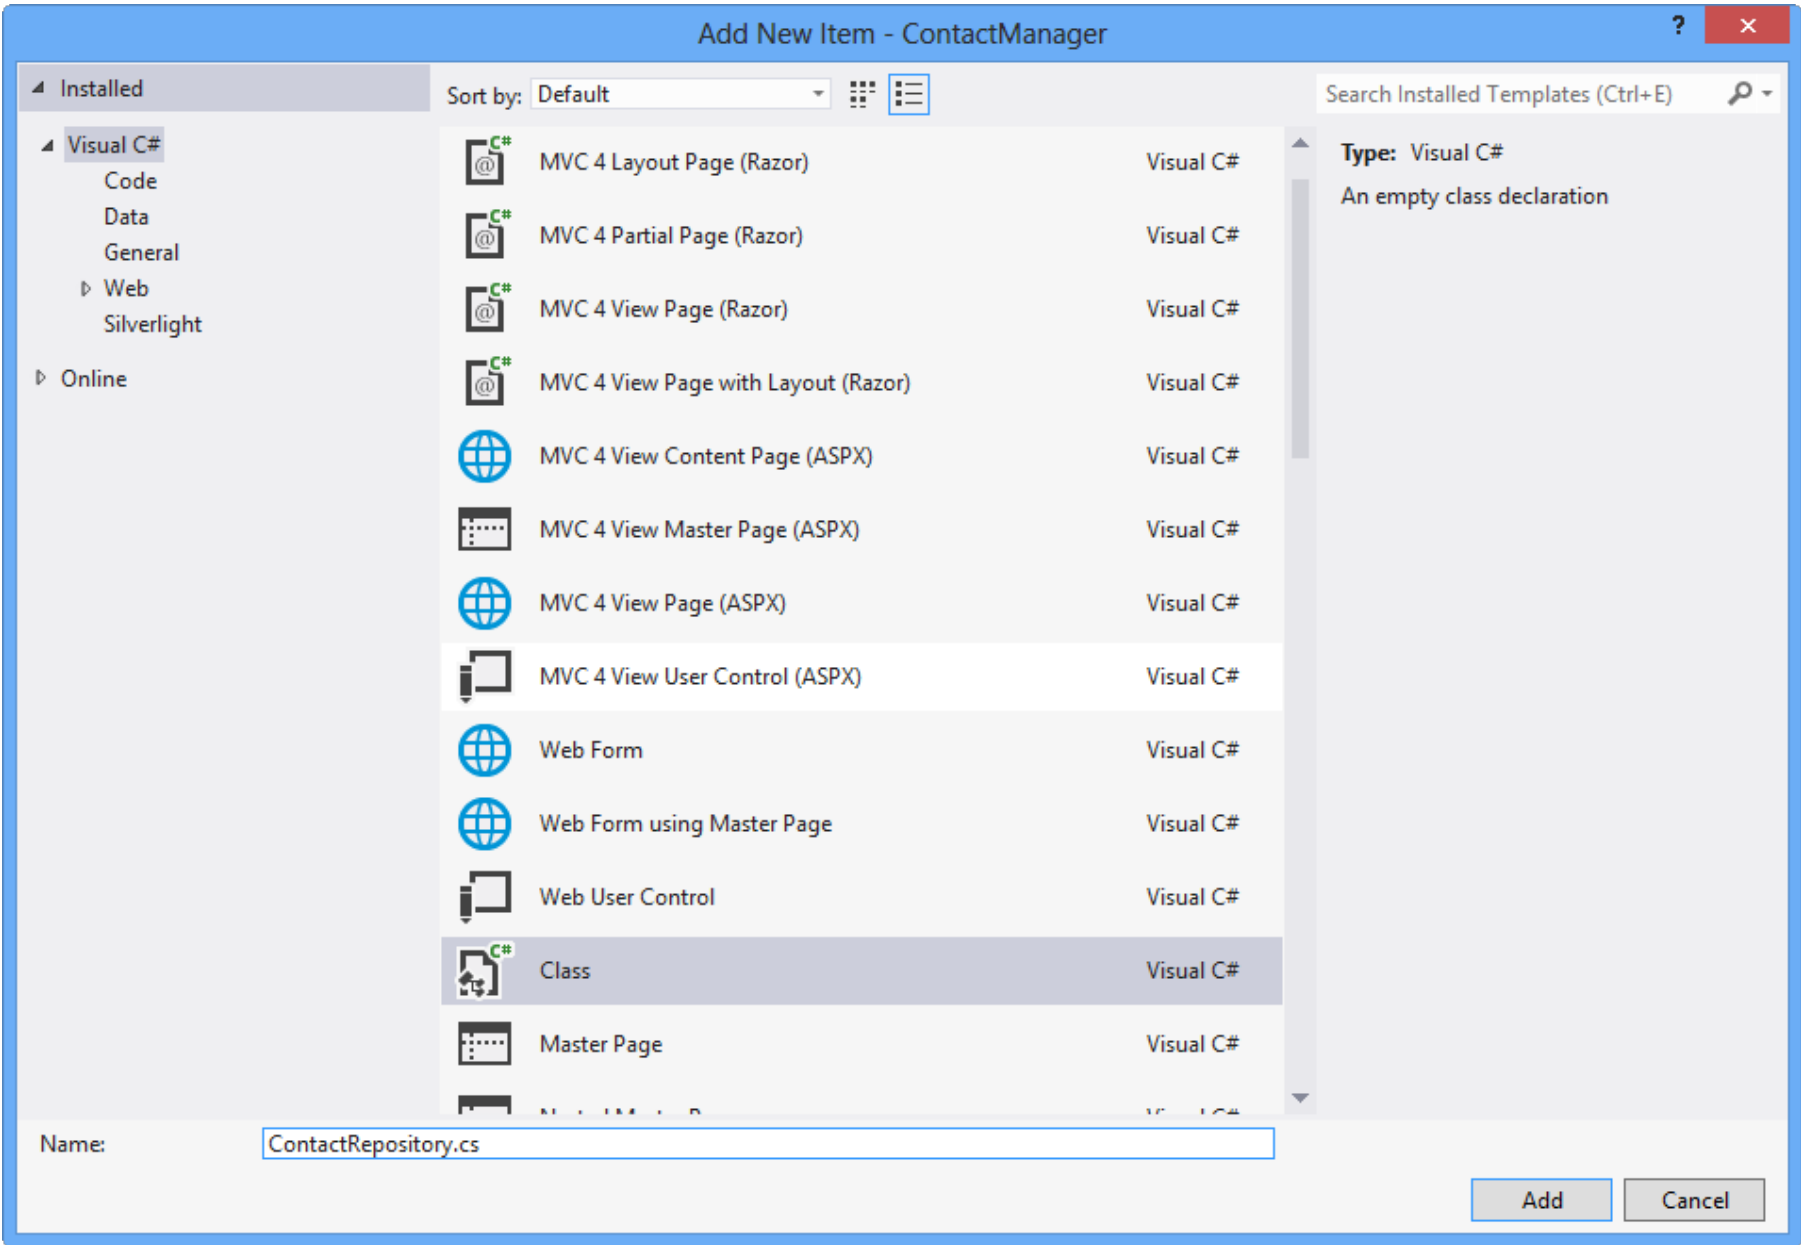 Add New Item - ContactManager
?
Installed
Sort by: Default
Search Installed Templates (Ctrl+E)
Visual C#
Code
Data
General
Web
Silverlight
Online
C# @ MVC 4 Layout Page (Razor) Visual C#
C# @ MVC 4 Partial Page (Razor) Visual C#
C# @ MVC 4 View Page (Razor) Visual C#
C# @ MVC 4 View Page with Layout (Razor) Visual C#
MVC 4 View Content Page (ASPX) Visual C#
MVC 4 View Master Page (ASPX) Visual C#
MVC 4 View Page (ASPX) Visual C#
MVC 4 View User Control (ASPX) Visual C#
Web Form Visual C#
Web Form using Master Page Visual C#
Web User Control Visual C#
C# Class Visual C#
Master Page Visual C#
Type: Visual C#
An empty class declaration
Name: ContactRepository.cs
Add Cancel